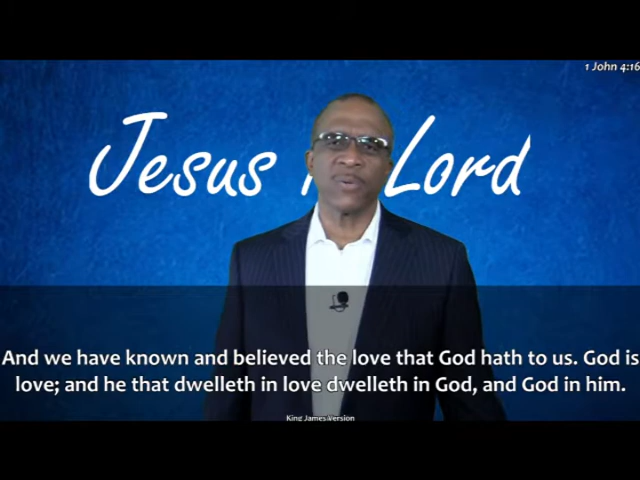 1 John 4:16
Jesus Lord
And we have known and believed the love that God hath to us. God is
love; and he that dwelleth in love dwelleth in God, and God in him.
King James Version